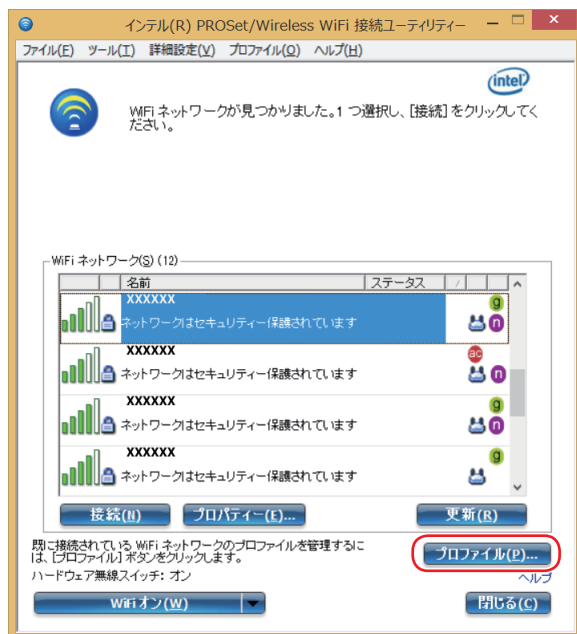 インテル(R) PROSet/Wireless WiFi 接続ユーティリティー
ファイル(F) ツール(T) 詳細設定(V) プロファイル(O) ヘルプ(H)
intel
WiFi ネットワークが見つかりました。1 つ選択し、[接続] をクリックしてく
ださい。
WiFi ネットワーク(S) (12)
名前 ステータス /
XXXXXX
g
ネットワークはセキュリティー保護されています n
XXXXXX
ac
ネットワークはセキュリティー保護されています n
XXXXXX
g
ネットワークはセキュリティー保護されています n
XXXXXX
g
ネットワークはセキュリティー保護されています
接続(N) プロパティー(E)... 更新(R)
既に接続されている WiFi ネットワークのプロファイルを管理するに
は、[プロファイル] ボタンをクリックします。
プロファイル(P)...
ハードウェア無線スイッチ: オン
ヘルプ
WiFi オン(W) 閉じる(C)